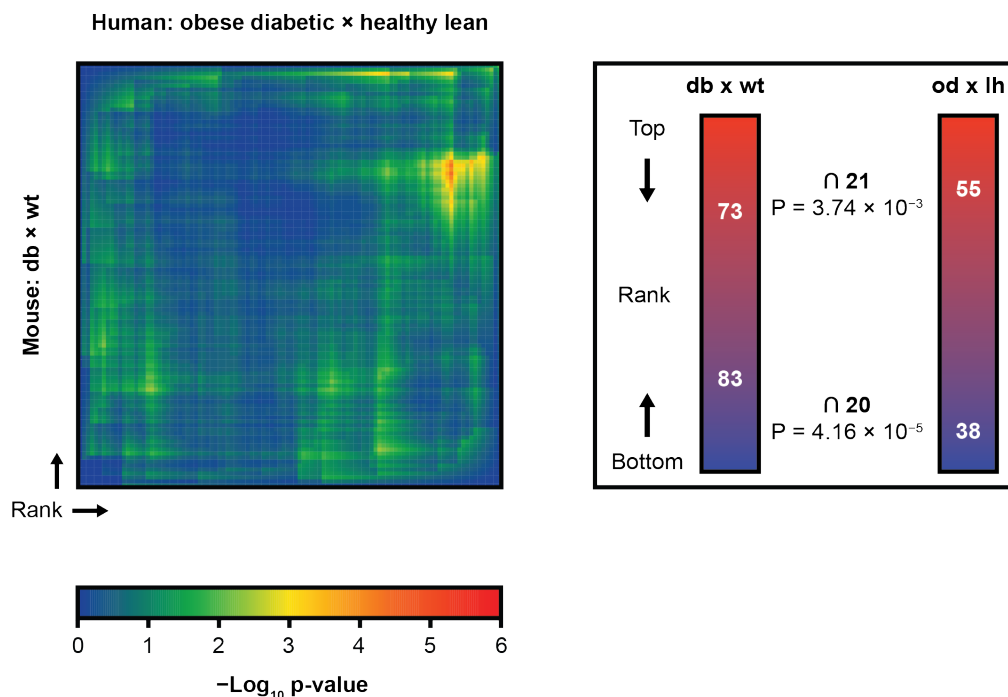 Human: obese diabetic × healthy lean
Mouse: db × wt
Rank
0 1 2 3 4 5 6
−Log10 p-value
db x wt
od x lh
Top
73
∩ 21
P = 3.74 × 10−3
55
Rank
83
∩ 20
P = 4.16 × 10−5
38
Bottom